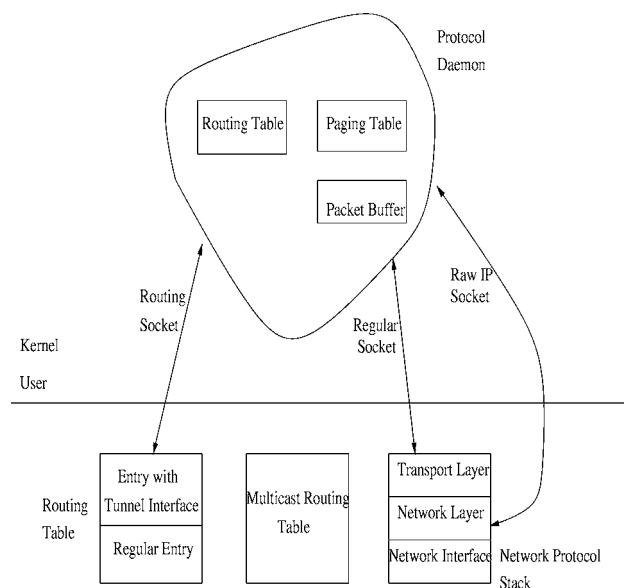 Protocol
Daemon
Routing Table
Paging Table
Packet Buffer
Routing
Socket
Regular
Socket
Raw IP
Socket
Kernel
User
Routing
Table
Entry with
Tunnel Interface
Regular Entry
Multicast Routing
Table
Transport Layer
Network Layer
Network Interface
Network Protocol
Stack